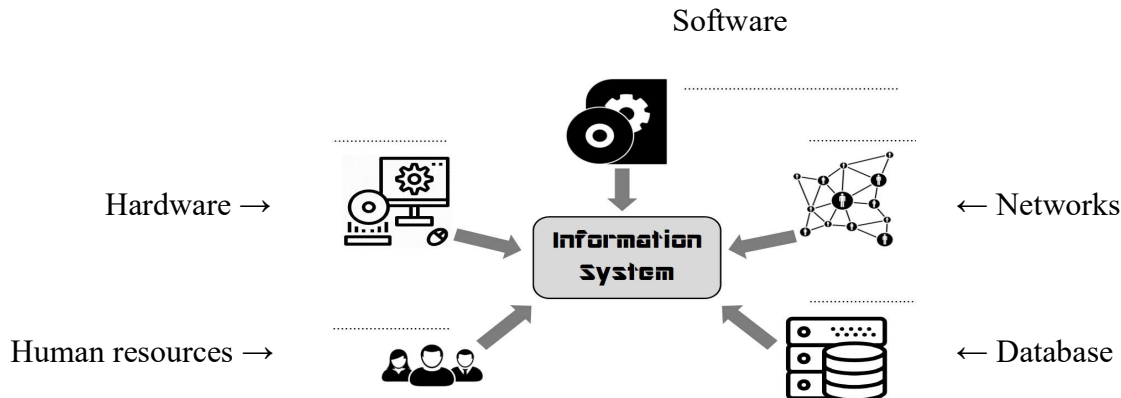 Software
Hardware →
← Networks
Information
System
Human resources →
← Database